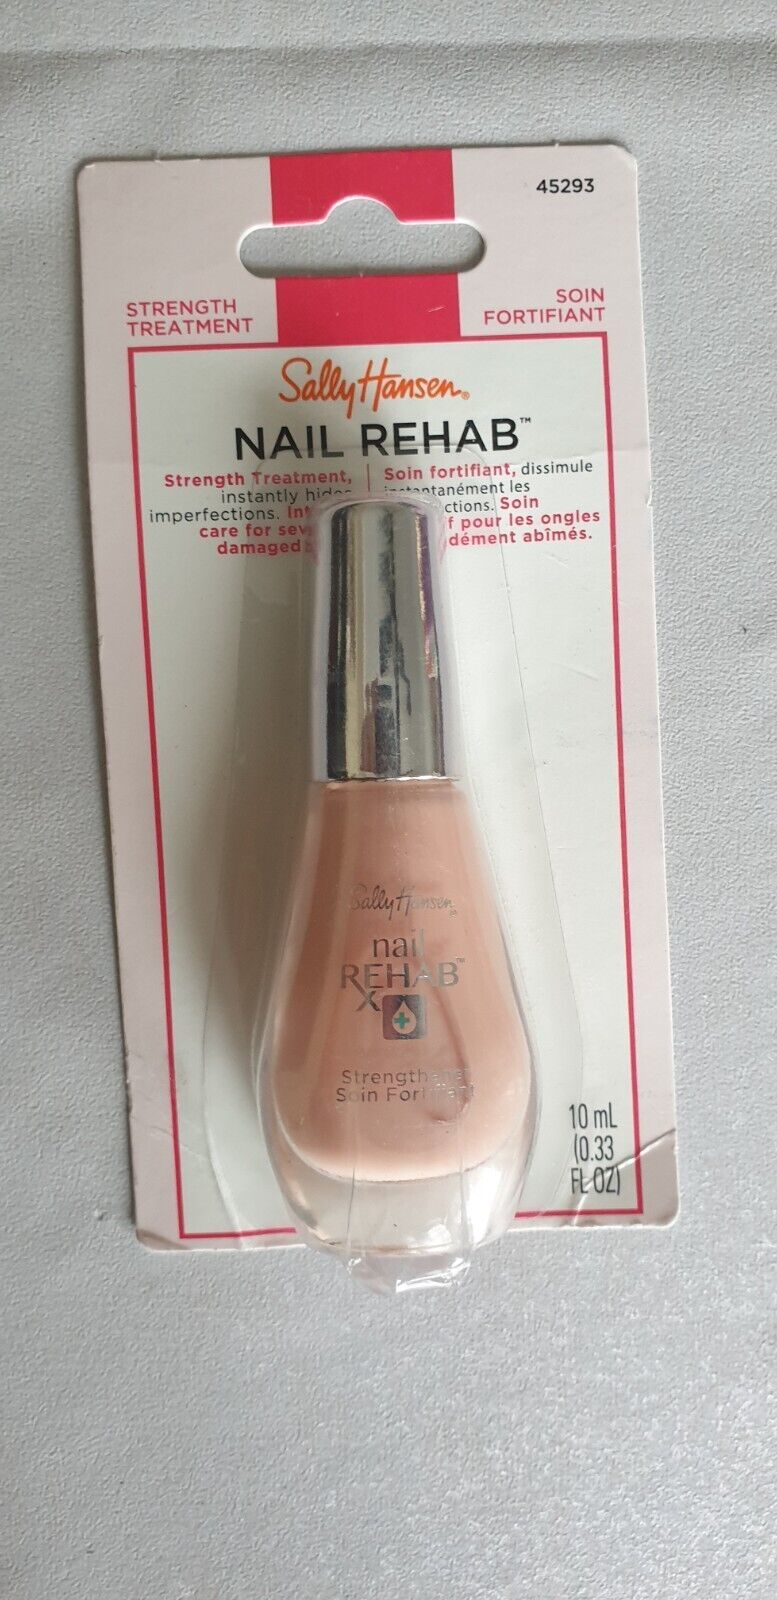 45293
STRENGTH
TREATMENT
SOIN
FORTIFIANT
Sally Hansen®
NAIL REHAB™
Strength Treatment,
instantly hides
imperfections.
care for
damaged
Soin fortifiant, dissimule
les
Soin
pour les ongles
abîmés.
Sally Hansen
nail
REHAB™
Rx
Strengthener
Soin Fortifiant
10 mL
(0.33
FL OZ)